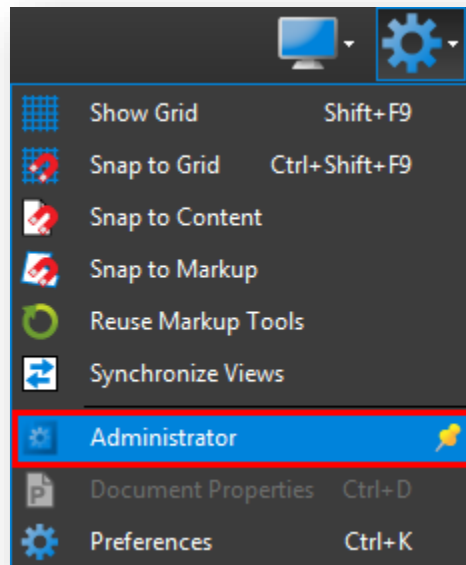 Show Grid Shift+F9
Snap to Grid Ctrl+Shift+F9
Snap to Content
Snap to Markup
Reuse Markup Tools
Synchronize Views
Administrator
Document Properties Ctrl+D
Preferences Ctrl+K